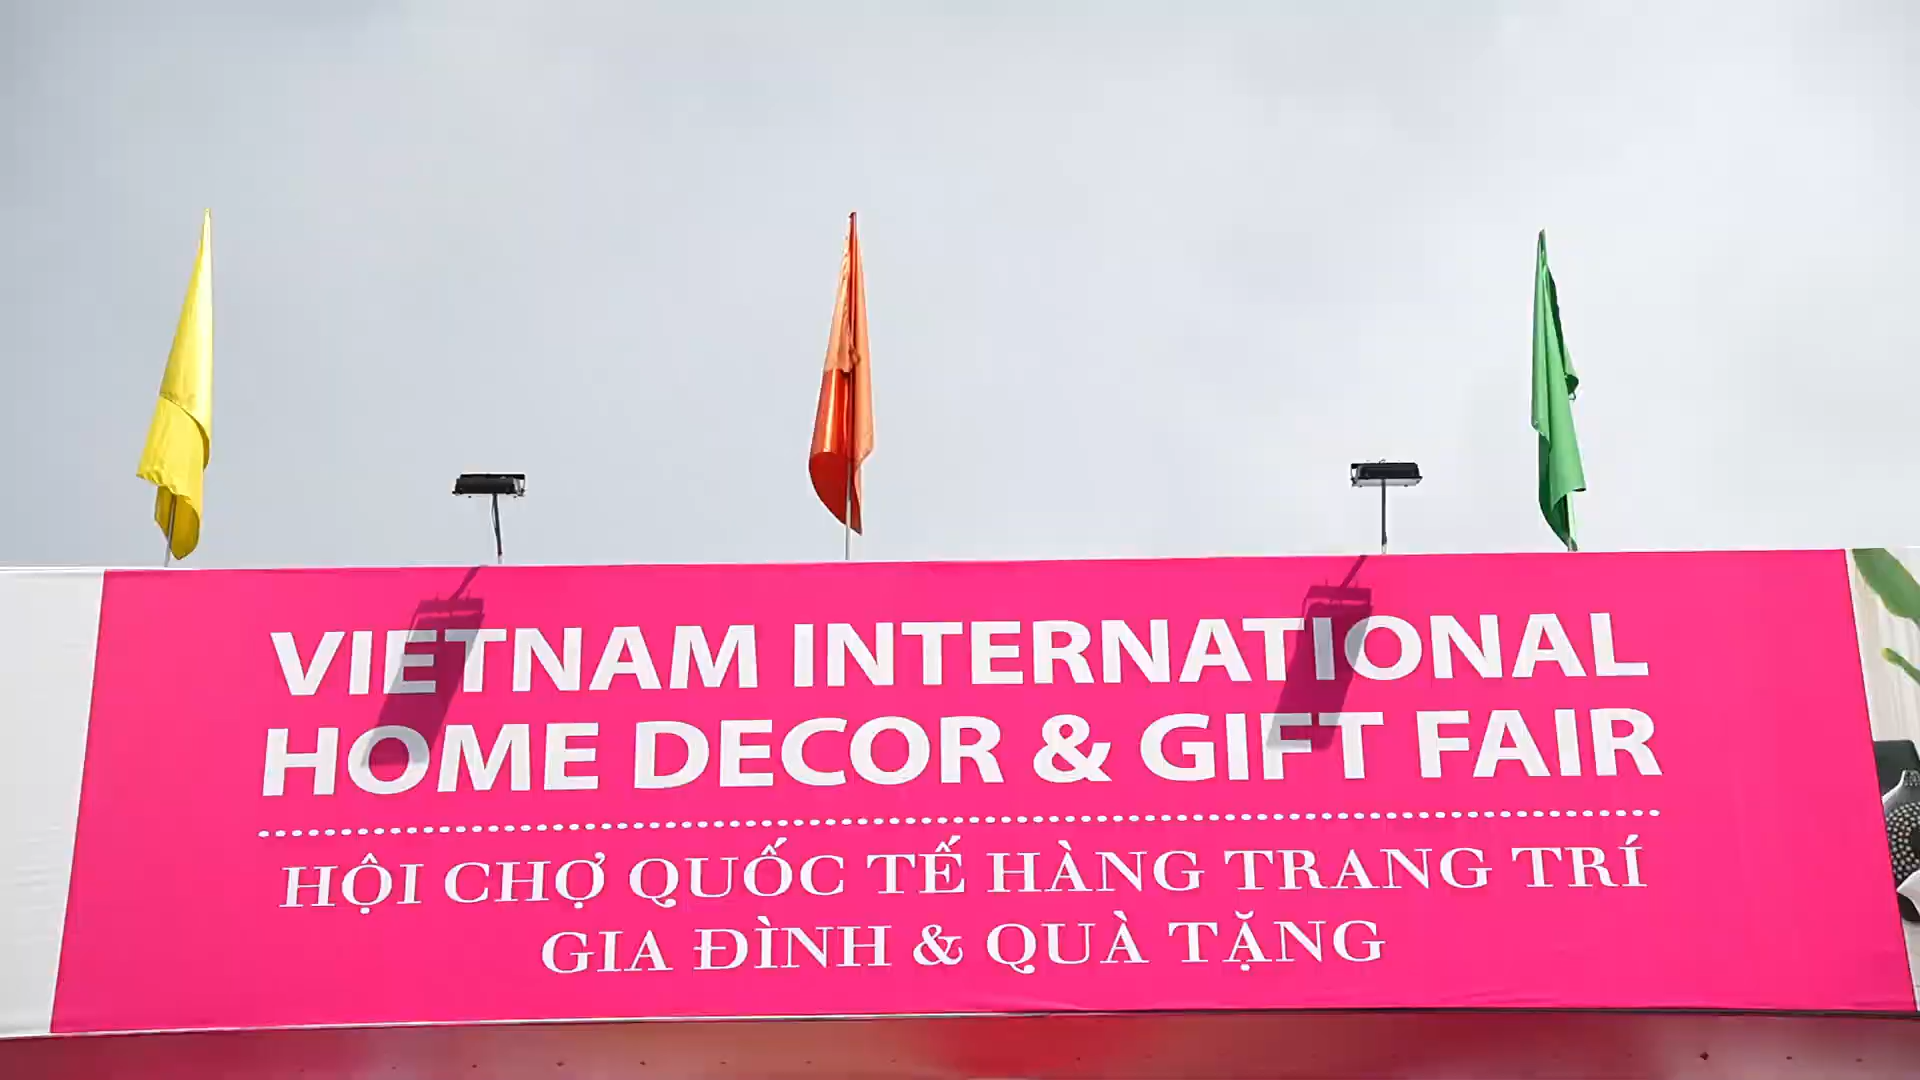 VIETNAM INTERNATIONAL
HOME DECOR & GIFT FAIR
HỘI CHỢ QUỐC TẾ HÀNG TRANG TRÍ
GIA ĐÌNH & QUÀ TẶNG